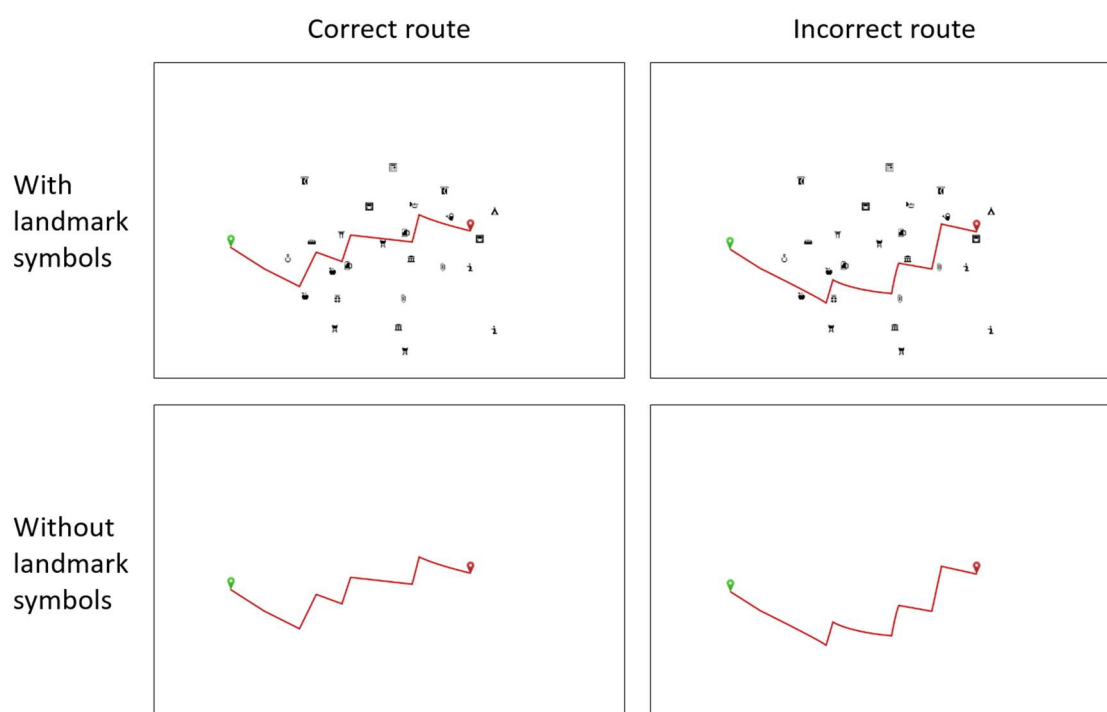 Correct route
Incorrect route
With
landmark
symbols
Without
landmark
symbols